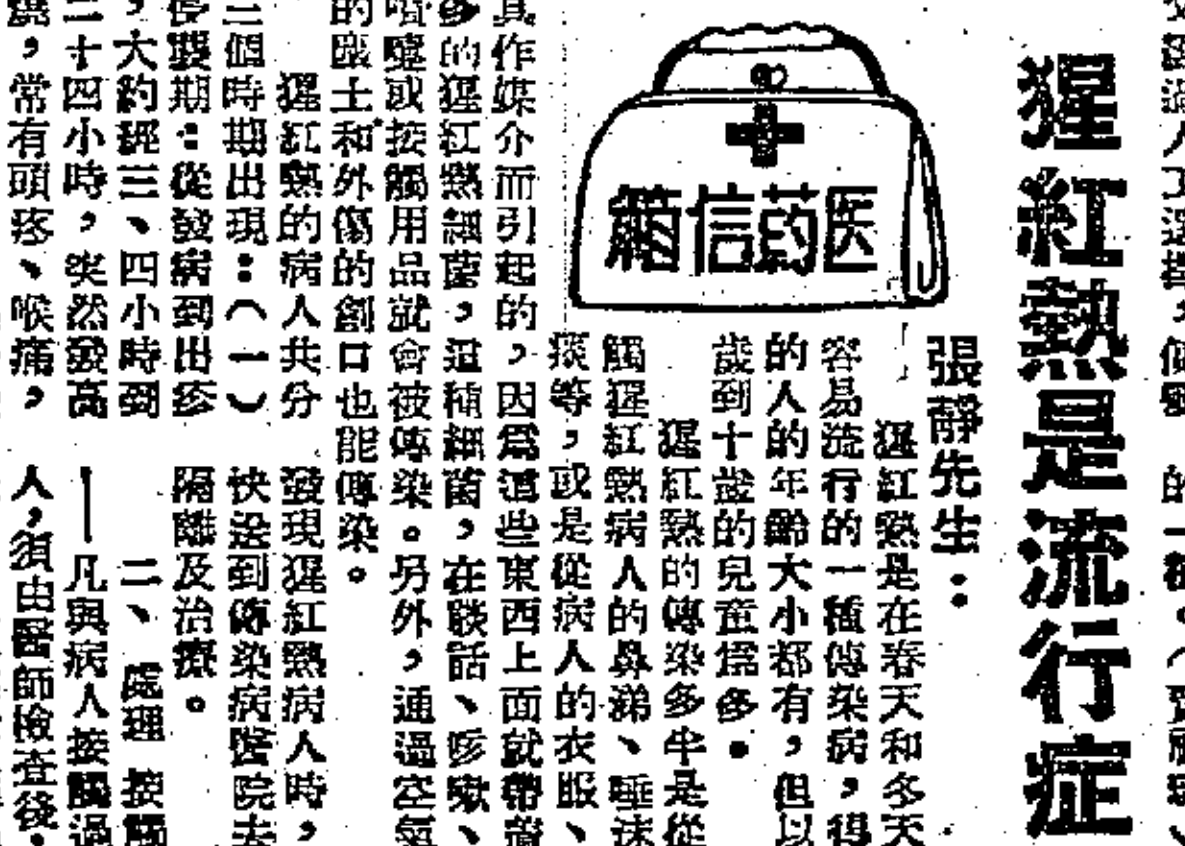 猩紅熱是流行症
箱信药医
張靜先生：
猩紅熱是在春天和冬天
容易流行的一種傳染病，得
的人的年齡大小都有，但以
歲到十歲的兒童爲多。
猩紅熱的傳染多半是從
觸猩紅熱病人的鼻涕、唾沫
痰等，或是從病人的衣服、
具作媒介而引起的，因爲這些東西上面就帶着
多的猩紅熱細菌，這種細菌，在談話、咳嗽、
噴嚏或接觸用品就會被傳染。另外，通過空氣
的塵土和外傷的創口也能傳染。
猩紅熱的病人共分
三個時期出現：（一）
侵襲期：從發病到出疹
，大約經三、四小時到
二十四小時，突然發高
，常有頭疼、喉痛，
發現猩紅熱病人時，
快送到傳染病醫院去
隔離及治療。
二、處理 接觸
——凡與病人接觸過
人，須由醫師檢查後，